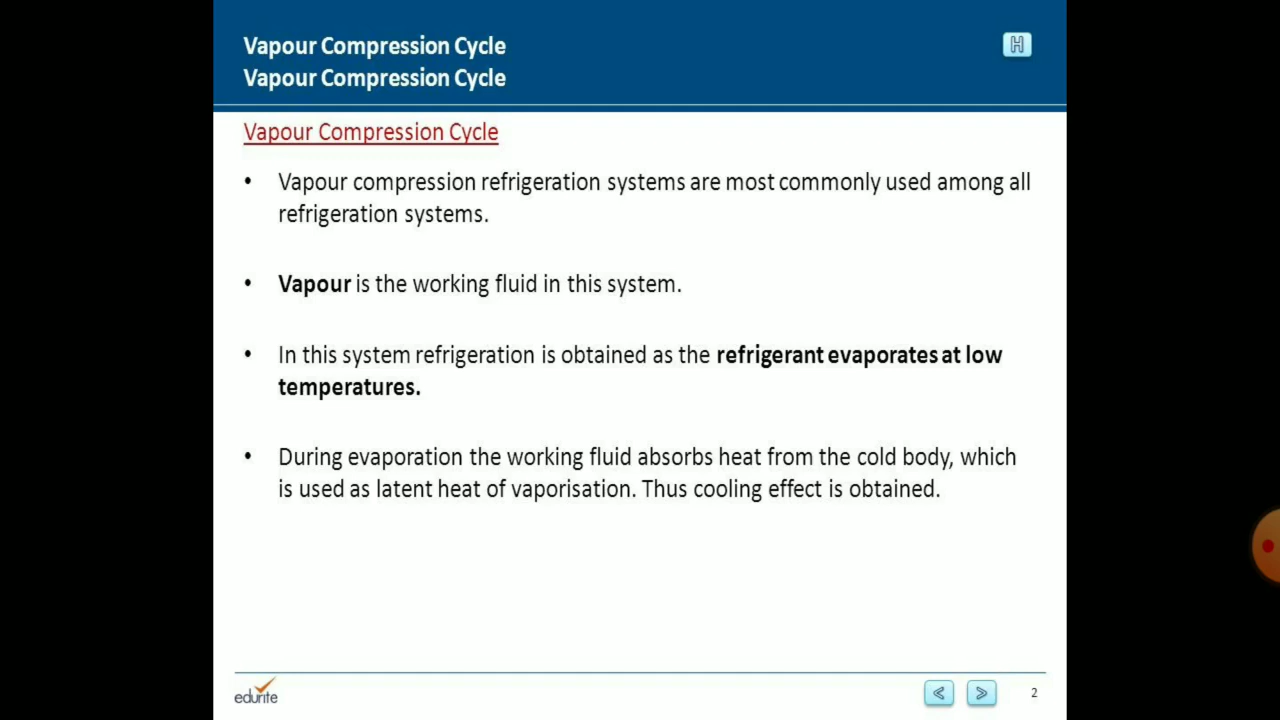 Vapour Compression Cycle
H
Vapour Compression Cycle
Vapour Compression Cycle
• Vapour compression refrigeration systems are most commonly used among all
refrigeration systems.
• Vapour is the working fluid in this system.
• In this system refrigeration is obtained as the refrigerant evaporates at low
temperatures.
• During evaporation the working fluid absorbs heat from the cold body, which
is used as latent heat of vaporisation. Thus cooling effect is obtained.
edurite
< > 2